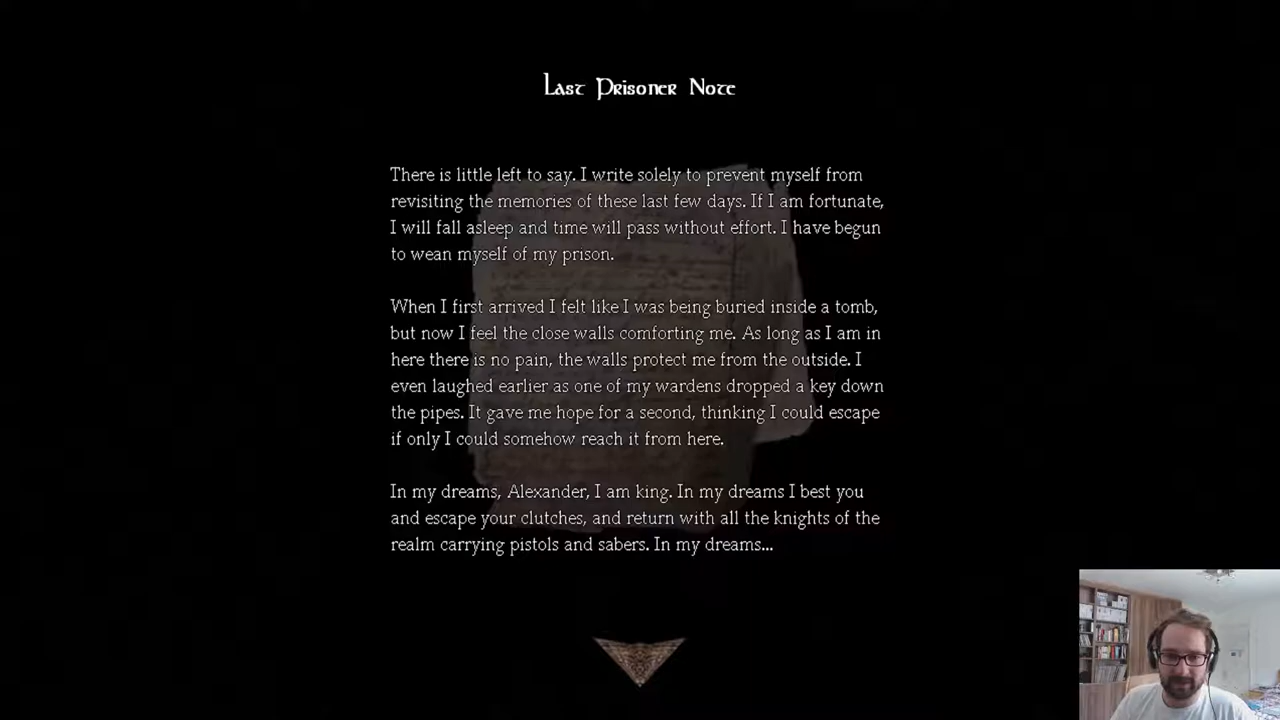 Last Prisoner Note
There is little left to say. I write solely to prevent myself from
revisiting the memories of these last few days. If I am fortunate,
I will fall asleep and time will pass without effort. I have begun
to wean myself of my prison.
When I first arrived I felt like I was being buried inside a tomb,
but now I feel the close walls comforting me. As long as I am in
here there is no pain, the walls protect me from the outside. I
even laughed earlier as one of my wardens dropped a key down
the pipes. It gave me hope for a second, thinking I could escape
if only I could somehow reach it from here.
In my dreams, Alexander, I am king. In my dreams I best you
and escape your clutches, and return with all the knights of the
realm carrying pistols and sabers. In my dreams...